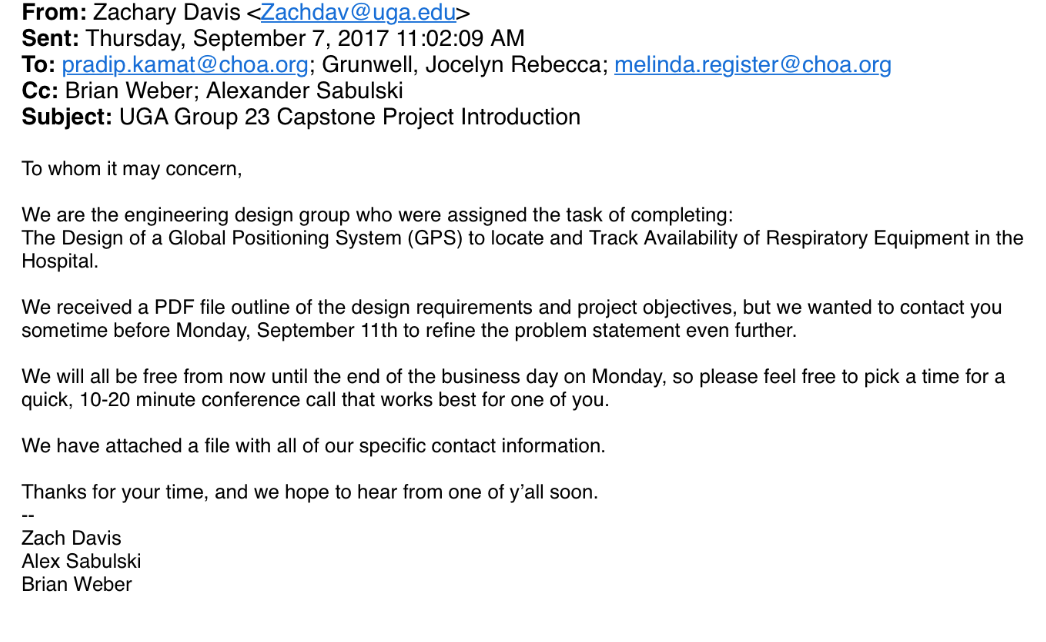 From: Zachary Davis <Zachdav@uga.edu>
Sent: Thursday, September 7, 2017 11:02:09 AM
To: pradip.kamat@choa.org; Grunwell, Jocelyn Rebecca; melinda.register@choa.org
Cc: Brian Weber; Alexander Sabulski
Subject: UGA Group 23 Capstone Project Introduction
To whom it may concern,
We are the engineering design group who were assigned the task of completing:
The Design of a Global Positioning System (GPS) to locate and Track Availability of Respiratory Equipment in the
Hospital.
We received a PDF file outline of the design requirements and project objectives, but we wanted to contact you
sometime before Monday, September 11th to refine the problem statement even further.
We will all be free from now until the end of the business day on Monday, so please feel free to pick a time for a
quick, 10-20 minute conference call that works best for one of you.
We have attached a file with all of our specific contact information.
Thanks for your time, and we hope to hear from one of y’all soon.
--
Zach Davis
Alex Sabulski
Brian Weber